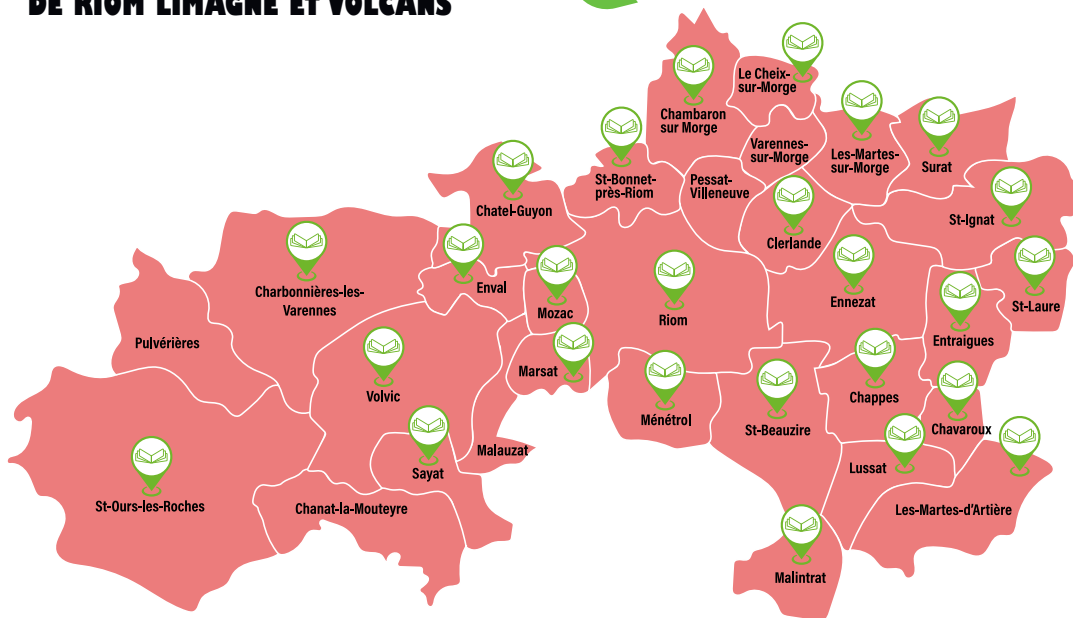 DE RIOM LIMAGNE ET VOLCANS
Le Cheix-
sur-Morge
Chambaron
sur Morge
Varennes-
sur-Morge
Les-Martes-
sur-Morge
Surat
St-Bonnet-
près-Riom
Pessat-
Villeneuve
Chatel-Guyon
St-Ignat
Clerlande
Enval
Charbonnières-les-
Varennes
Mozac
Riom
Ennezat
St-Laure
Entraigues
Pulvérières
Marsat
Volvic
Chappes
Ménétrol
St-Beauzire
Chavaroux
Malauzat
Sayat
Lussat
St-Ours-les-Roches
Chanat-la-Mouteyre
Les-Martes-d'Artière
Malintrat